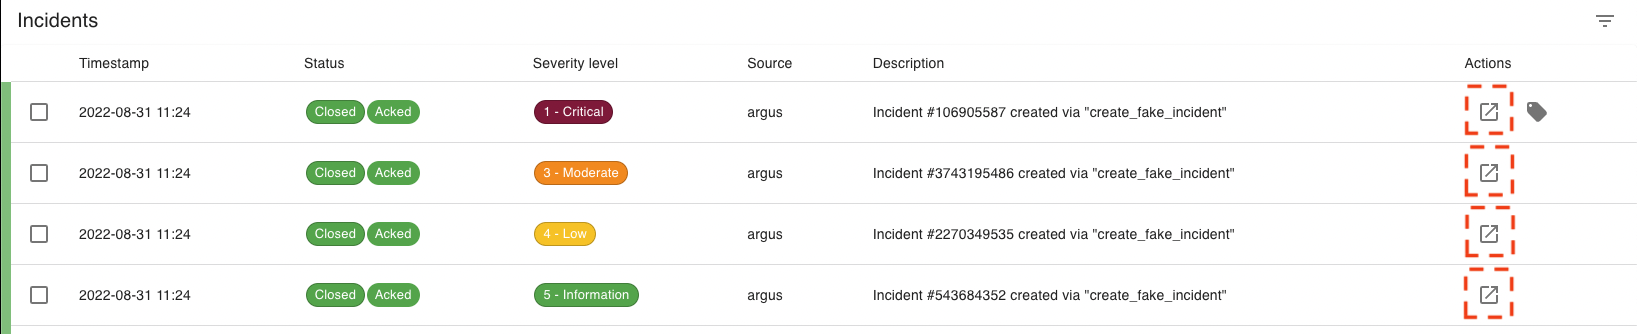 Incidents
Timestamp Status Severity level Source Description Actions
2022-08-31 11:24 Closed Acked 1 - Critical argus Incident #106905587 created via "create_fake_incident"
2022-08-31 11:24 Closed Acked 3 - Moderate argus Incident #3743195486 created via "create_fake_incident"
2022-08-31 11:24 Closed Acked 4 - Low argus Incident #2270349535 created via "create_fake_incident"
2022-08-31 11:24 Closed Acked 5 - Information argus Incident #543684352 created via "create_fake_incident"